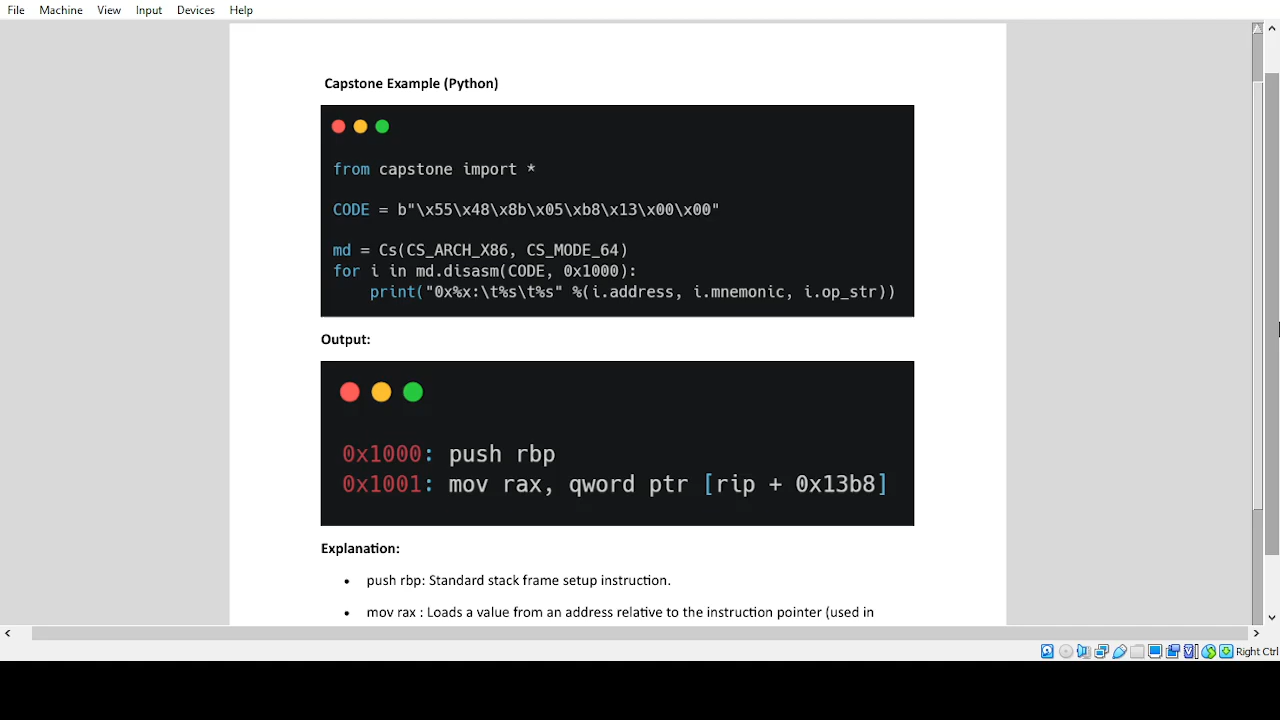 File Machine View Input Devices Help
Capstone Example (Python)
from capstone import *
CODE = b"\x55\x48\x8b\x05\xb8\x13\x00\x00"
md = Cs(CS_ARCH_X86, CS_MODE_64)
for i in md.disasm(CODE, 0x1000):
    print("0x%x:\t%s\t%s" %(i.address, i.mnemonic, i.op_str))
Output:
0x1000: push rbp
0x1001: mov rax, qword ptr [rip + 0x13b8]
Explanation:
• push rbp: Standard stack frame setup instruction.
• mov rax : Loads a value from an address relative to the instruction pointer (used in
Right Ctrl